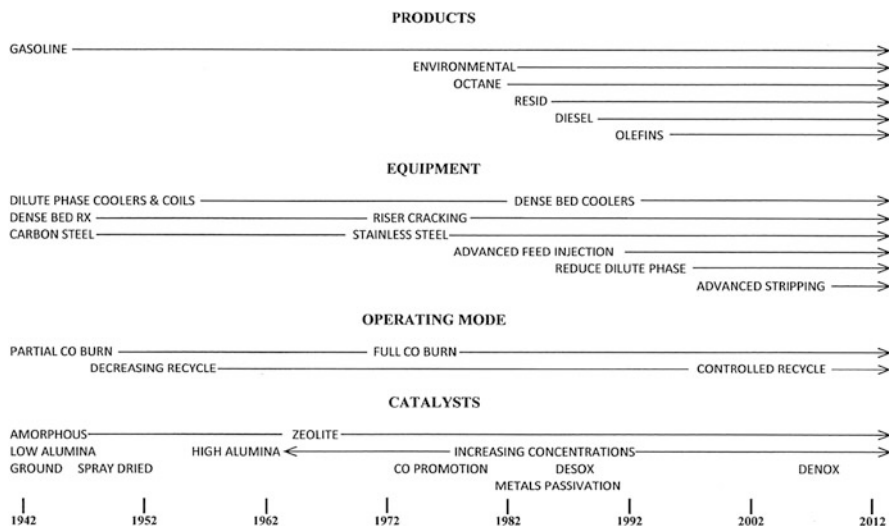 PRODUCTS
GASOLINE
ENVIRONMENTAL
OCTANE
RESID
DIESEL
OLEFINS
EQUIPMENT
DILUTE PHASE COOLERS & COILS DENSE BED COOLERS
DENSE BED RX RISER CRACKING
CARBON STEEL STAINLESS STEEL
ADVANCED FEED INJECTION
REDUCE DILUTE PHASE
ADVANCED STRIPPING
OPERATING MODE
PARTIAL CO BURN FULL CO BURN
DECREASING RECYCLE CONTROLLED RECYCLE
CATALYSTS
AMORPHOUS ZEOLITE
LOW ALUMINA HIGH ALUMINA INCREASING CONCENTRATIONS
GROUND SPRAY DRIED CO PROMOTION DESOX DENOX
METALS PASSIVATION
1942 1952 1962 1972 1982 1992 2002 2012